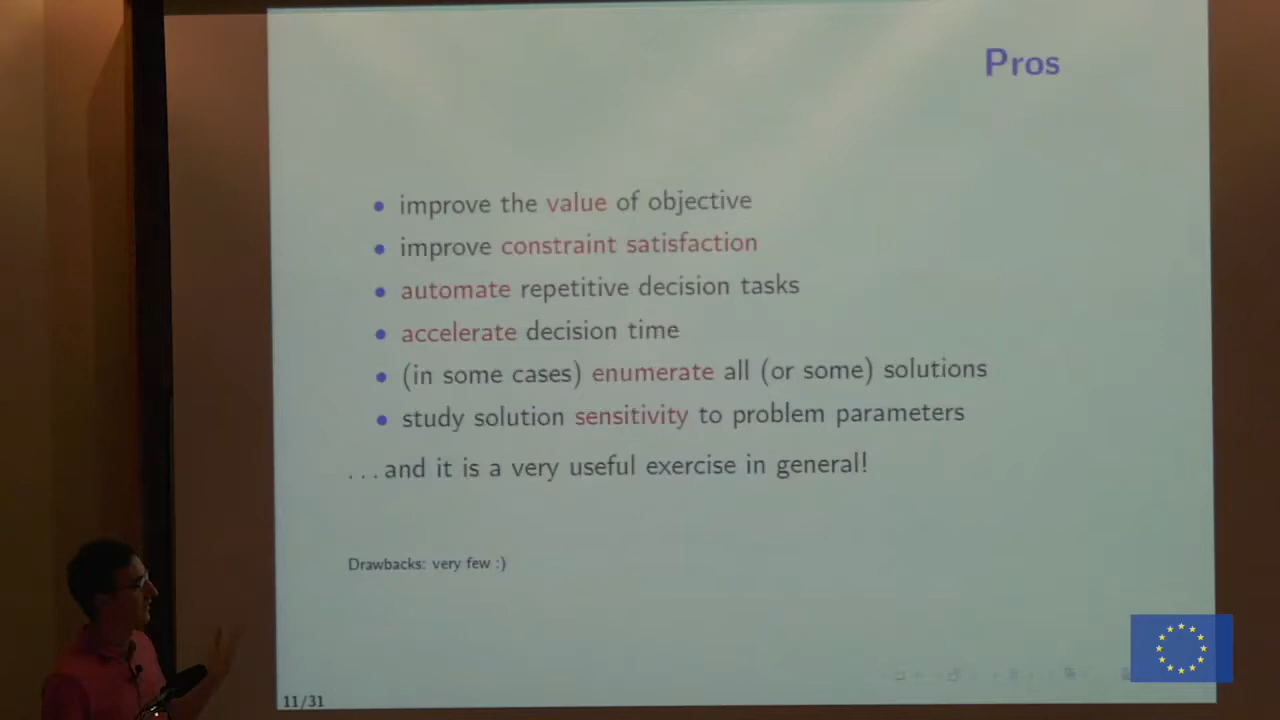 Pros
• improve the value of objective
• improve constraint satisfaction
• automate repetitive decision tasks
• accelerate decision time
• (in some cases) enumerate all (or some) solutions
• study solution sensitivity to problem parameters
...and it is a very useful exercise in general!
Drawbacks: very few :)
11/31